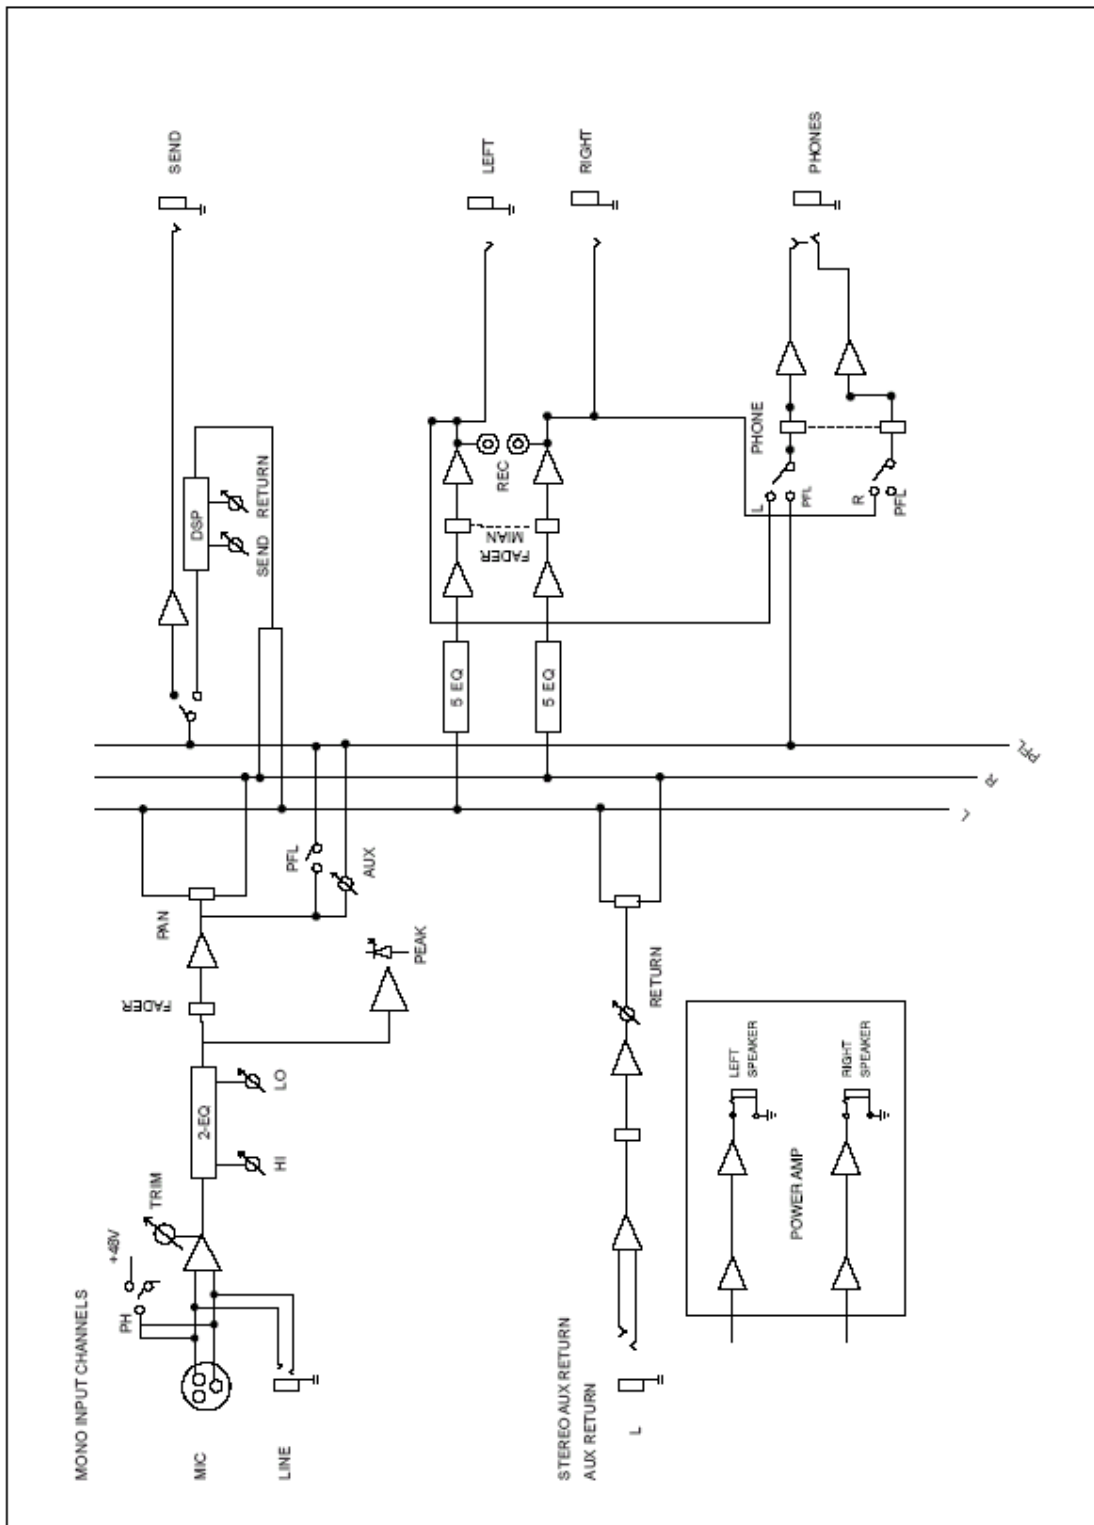 MONO INPUT CHANNELS
MIC
LINE
PH
+48V
TRIM
2-EQ
HI
LO
FADER
PEAK
PAN
PFL
AUX
SEND
DSP
SEND
RETURN
5 EQ
5 EQ
FADER
MIAN
REC
LEFT
RIGHT
PHONE
L
PFL
R
PFL
PHONES
L
R
PFL
STEREO AUX RETURN
AUX RETURN
L
RETURN
POWER AMP
LEFT
SPEAKER
RIGHT
SPEAKER